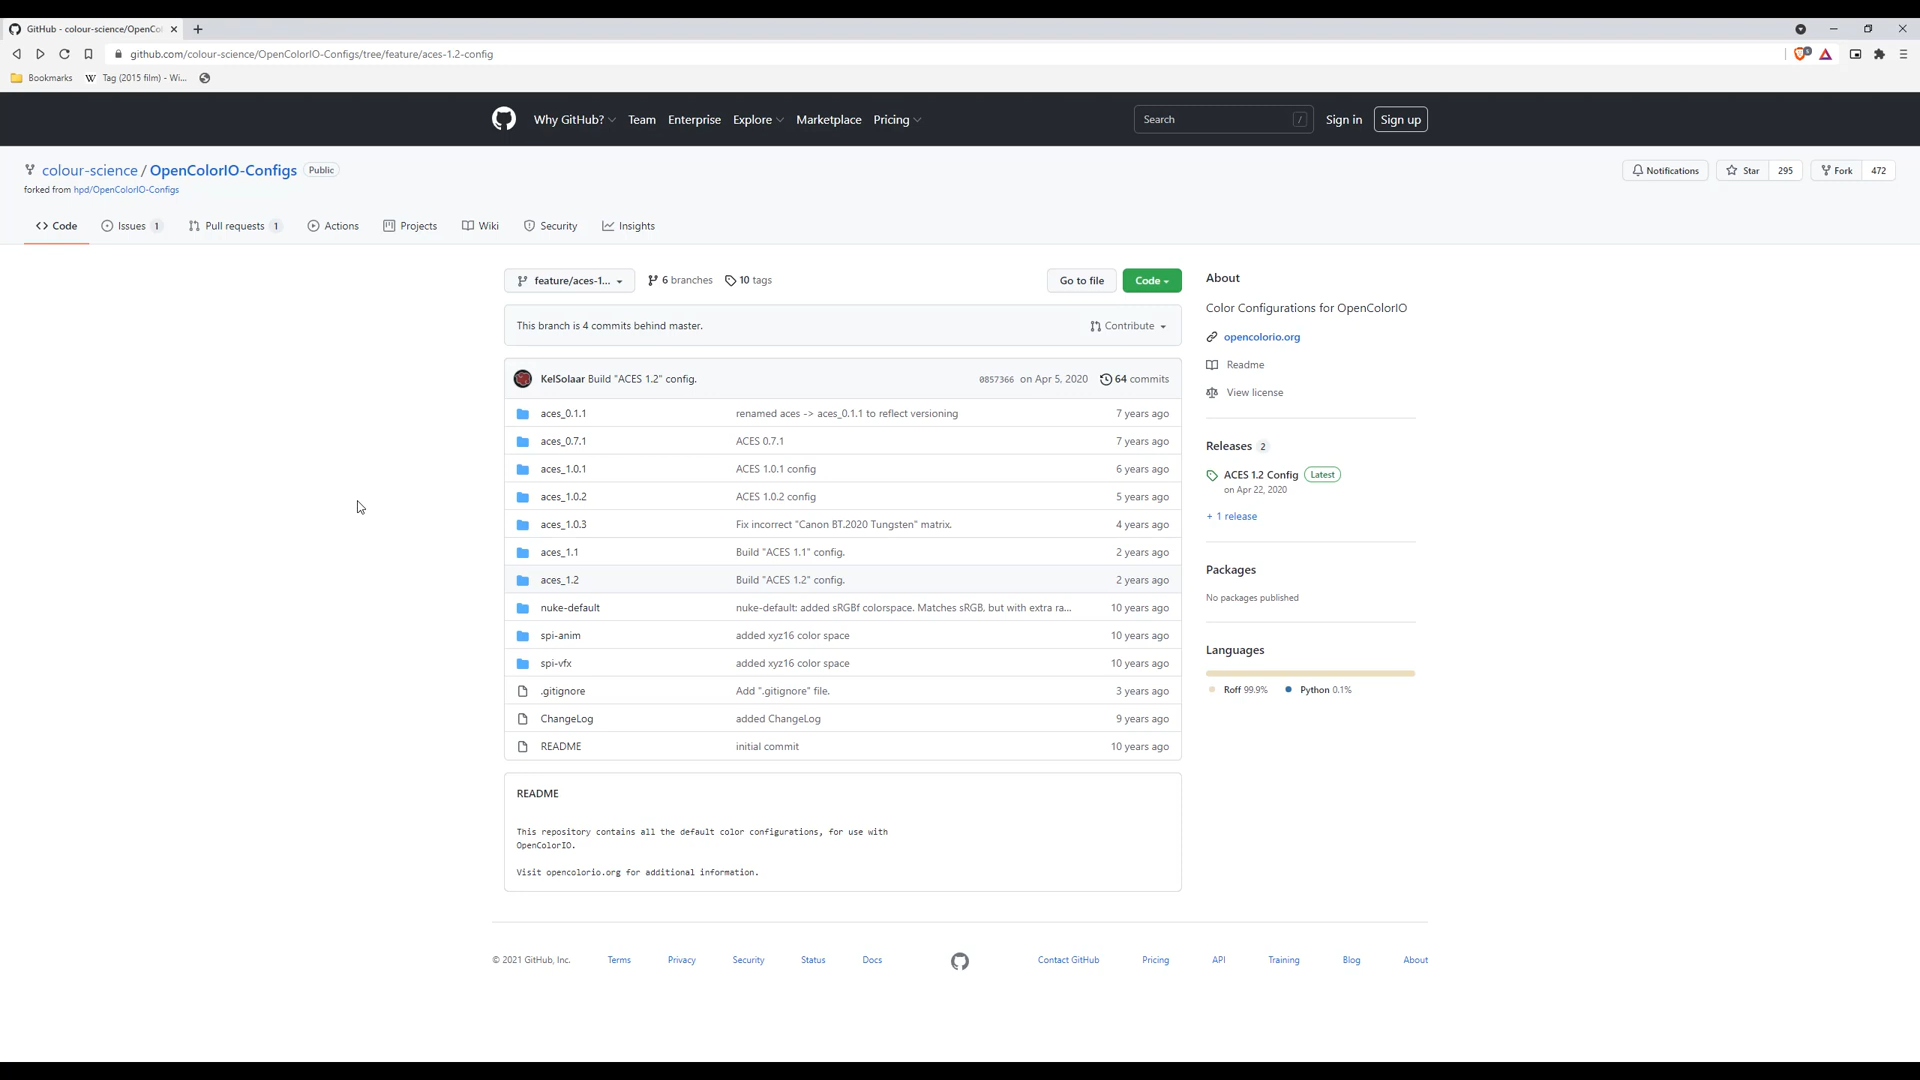 GitHub - colour-science/OpenCol
github.com/colour-science/OpenColorIO-Configs/tree/feature/aces-1.2-config
5
Bookmarks
W Tag (2015 film) - Wi...
Why GitHub? Team Enterprise Explore Marketplace Pricing
Search /
Sign in
Sign up
colour-science / OpenColorIO-Configs Public
forked from hpd/OpenColorIO-Configs
Notifications
Star 295
Fork 472
<> Code
Issues 1
Pull requests 1
Actions
Projects
Wiki
Security
Insights
feature/aces-1...
6 branches
10 tags
Go to file
Code
This branch is 4 commits behind master.
Contribute
KelSolaar Build "ACES 1.2" config. 0857366 on Apr 5, 2020 64 commits
aces_0.1.1 renamed aces -> aces_0.1.1 to reflect versioning 7 years ago
aces_0.7.1 ACES 0.7.1 7 years ago
aces_1.0.1 ACES 1.0.1 config 6 years ago
aces_1.0.2 ACES 1.0.2 config 5 years ago
aces_1.0.3 Fix incorrect "Canon BT.2020 Tungsten" matrix. 4 years ago
aces_1.1 Build "ACES 1.1" config. 2 years ago
aces_1.2 Build "ACES 1.2" config. 2 years ago
nuke-default nuke-default: added sRGBf colorspace. Matches sRGB, but with extra ra... 10 years ago
spi-anim added xyz16 color space 10 years ago
spi-vfx added xyz16 color space 10 years ago
.gitignore Add ".gitignore" file. 3 years ago
ChangeLog added ChangeLog 9 years ago
README initial commit 10 years ago
README
This repository contains all the default color configurations, for use with
OpenColorIO.
Visit opencolorio.org for additional information.
About
Color Configurations for OpenColorIO
opencolorio.org
Readme
View license
Releases 2
ACES 1.2 Config Latest
on Apr 22, 2020
+ 1 release
Packages
No packages published
Languages
Roff 99.9% Python 0.1%
© 2021 GitHub, Inc. Terms Privacy Security Status Docs Contact GitHub Pricing API Training Blog About